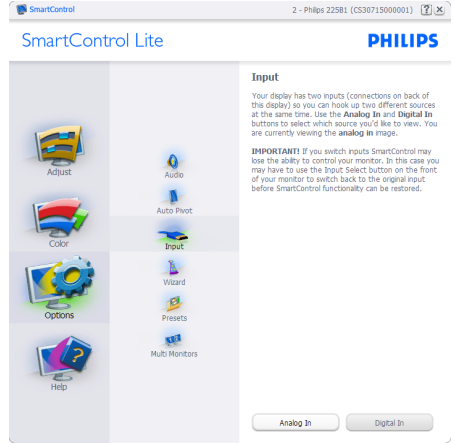 SmartControl
2 - Philips 225B1 (CS30715000001)
?
SmartControl Lite
PHILIPS
Adjust
Color
Options
Help
Audio
Auto Pivot
Input
Wizard
Presets
Multi Monitors
Input
Your display has two inputs (connections on back of
this display) so you can hook up two different sources
at the same time. Use the Analog In and Digital In
buttons to select which source you'd like to view. You
are currently viewing the analog in image.
IMPORTANT! If you switch inputs SmartControl may
lose the ability to control your monitor. In this case you
may have to use the Input Select button on the front
of your monitor to switch back to the original input
before SmartControl functionality can be restored.
Analog In
Digital In